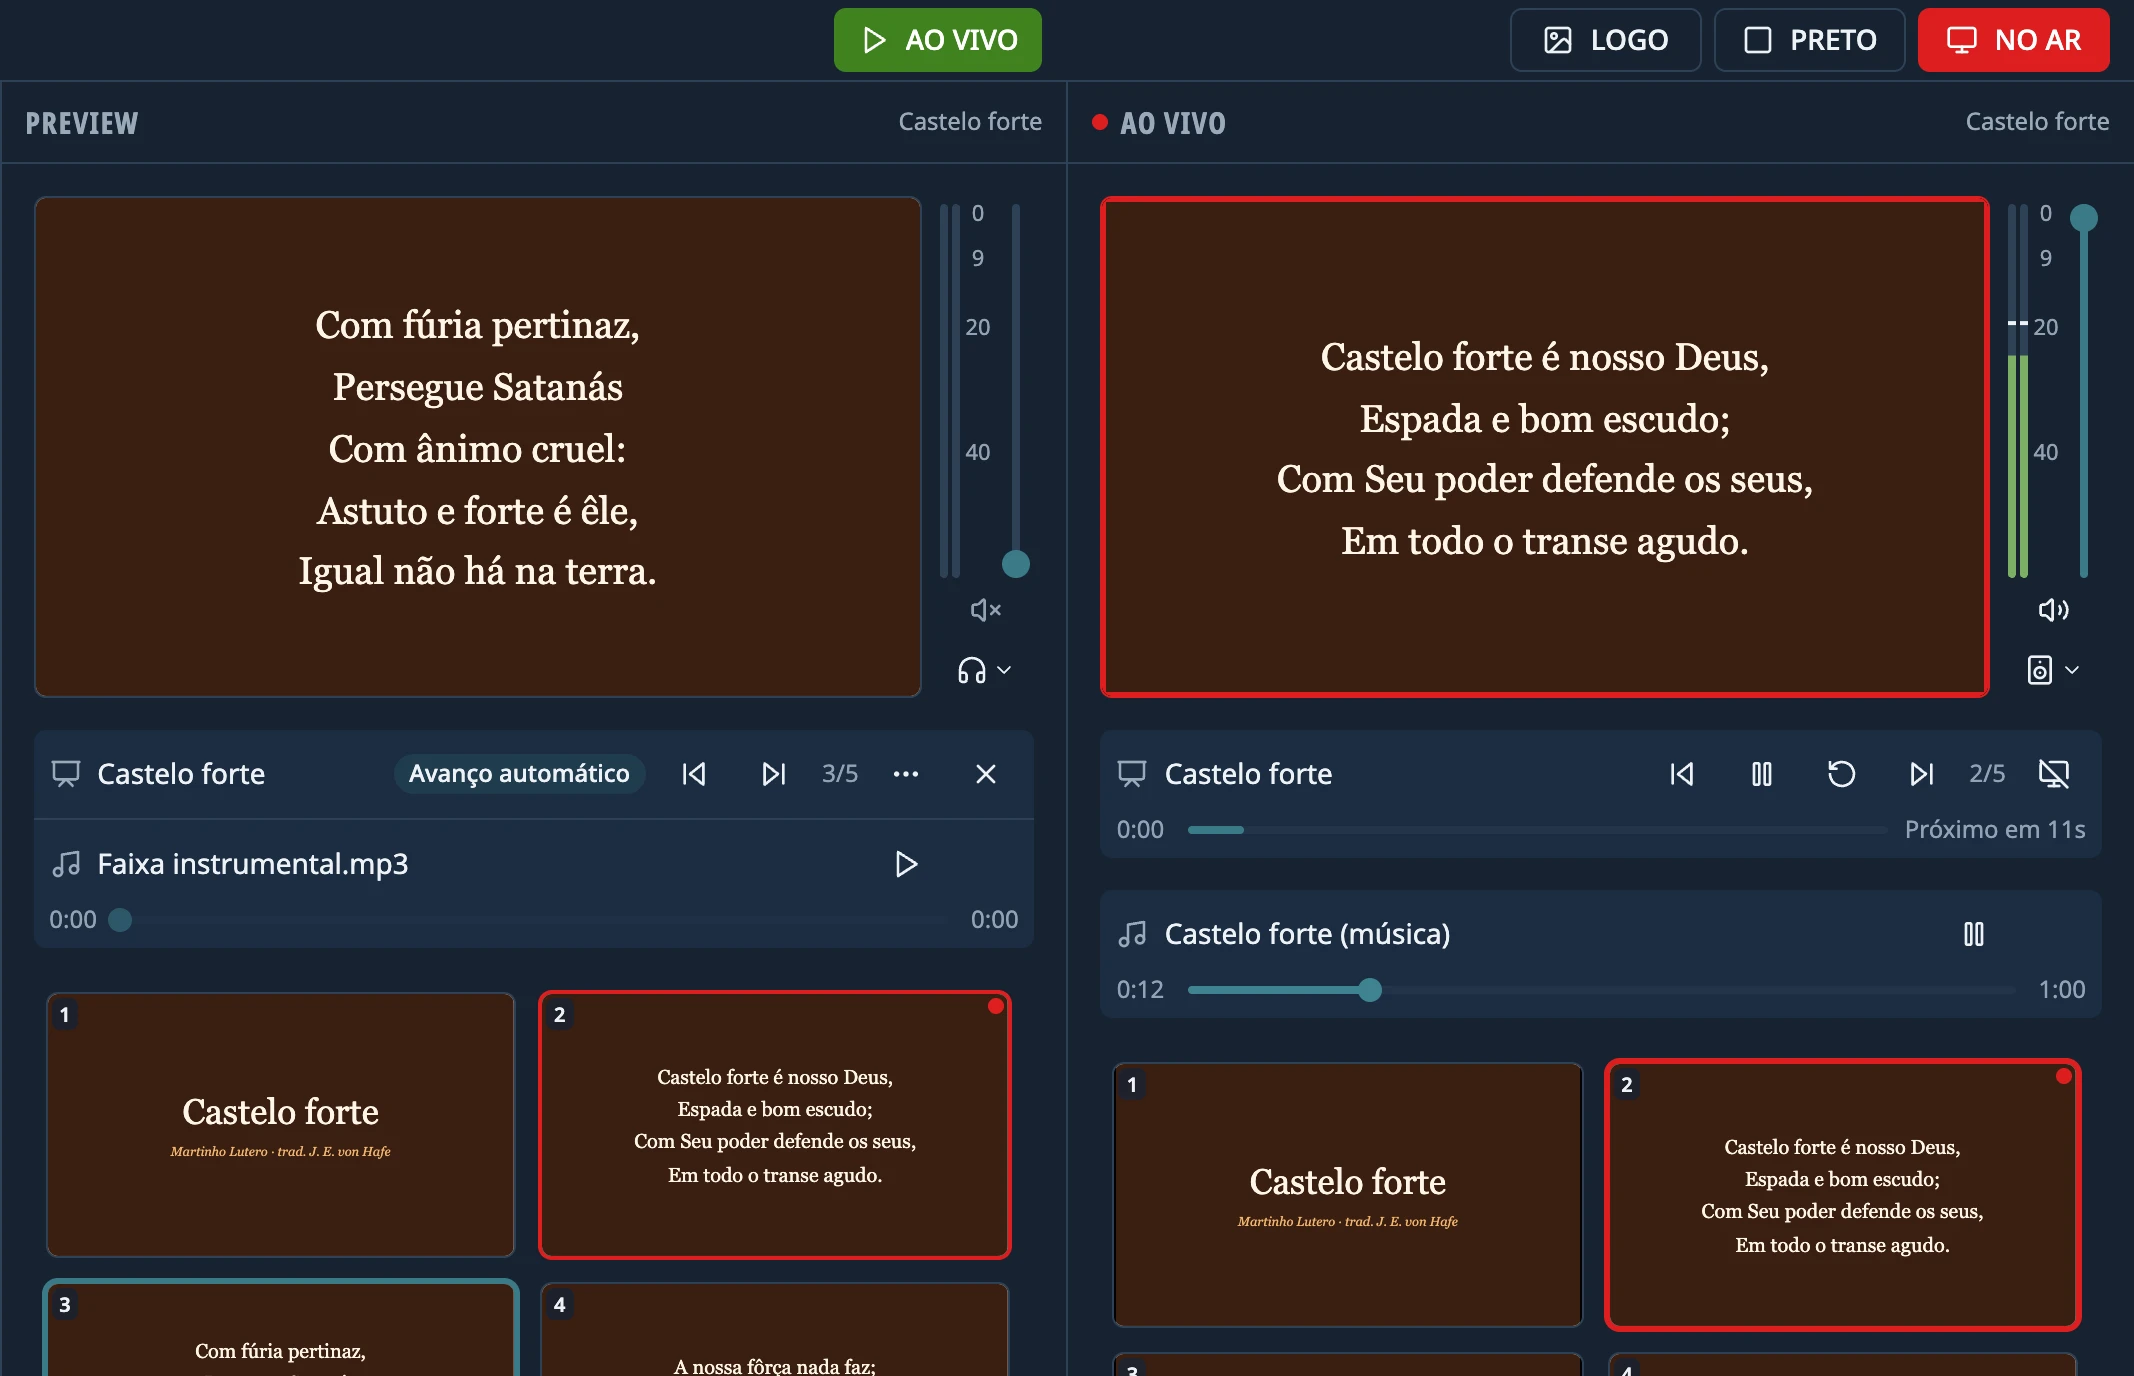 AO VIVO
LOGO
PRETO
NO AR
PREVIEW
Castelo forte
Com fúria pertinaz,
Persegue Satanás
Com ânimo cruel:
Astuto e forte é êle,
Igual não há na terra.
0
9
20
40
Castelo forte
Avanço automático
3/5
Faixa instrumental.mp3
0:00
0:00
1
Castelo forte
Martinho Lutero · trad. J. E. von Hafe
2
Castelo forte é nosso Deus,
Espada e bom escudo;
Com Seu poder defende os seus,
Em todo o transe agudo.
3
Com fúria pertinaz,
4
A nossa fôrça nada faz;
AO VIVO
Castelo forte
Castelo forte é nosso Deus,
Espada e bom escudo;
Com Seu poder defende os seus,
Em todo o transe agudo.
0
9
20
40
Castelo forte
2/5
0:00
Próximo em 11s
Castelo forte (música)
0:12
1:00
1
Castelo forte
Martinho Lutero · trad. J. E. von Hafe
2
Castelo forte é nosso Deus,
Espada e bom escudo;
Com Seu poder defende os seus,
Em todo o transe agudo.
3
4